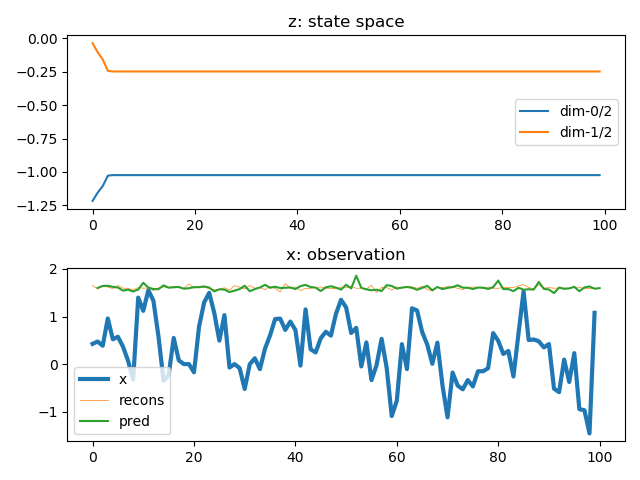 z: state space
0.00
−0.25
−0.50
−0.75
−1.00
−1.25
dim-0/2
dim-1/2
0 20 40 60 80 100
x: observation
2
1
0
−1
x
recons
pred
0 20 40 60 80 100